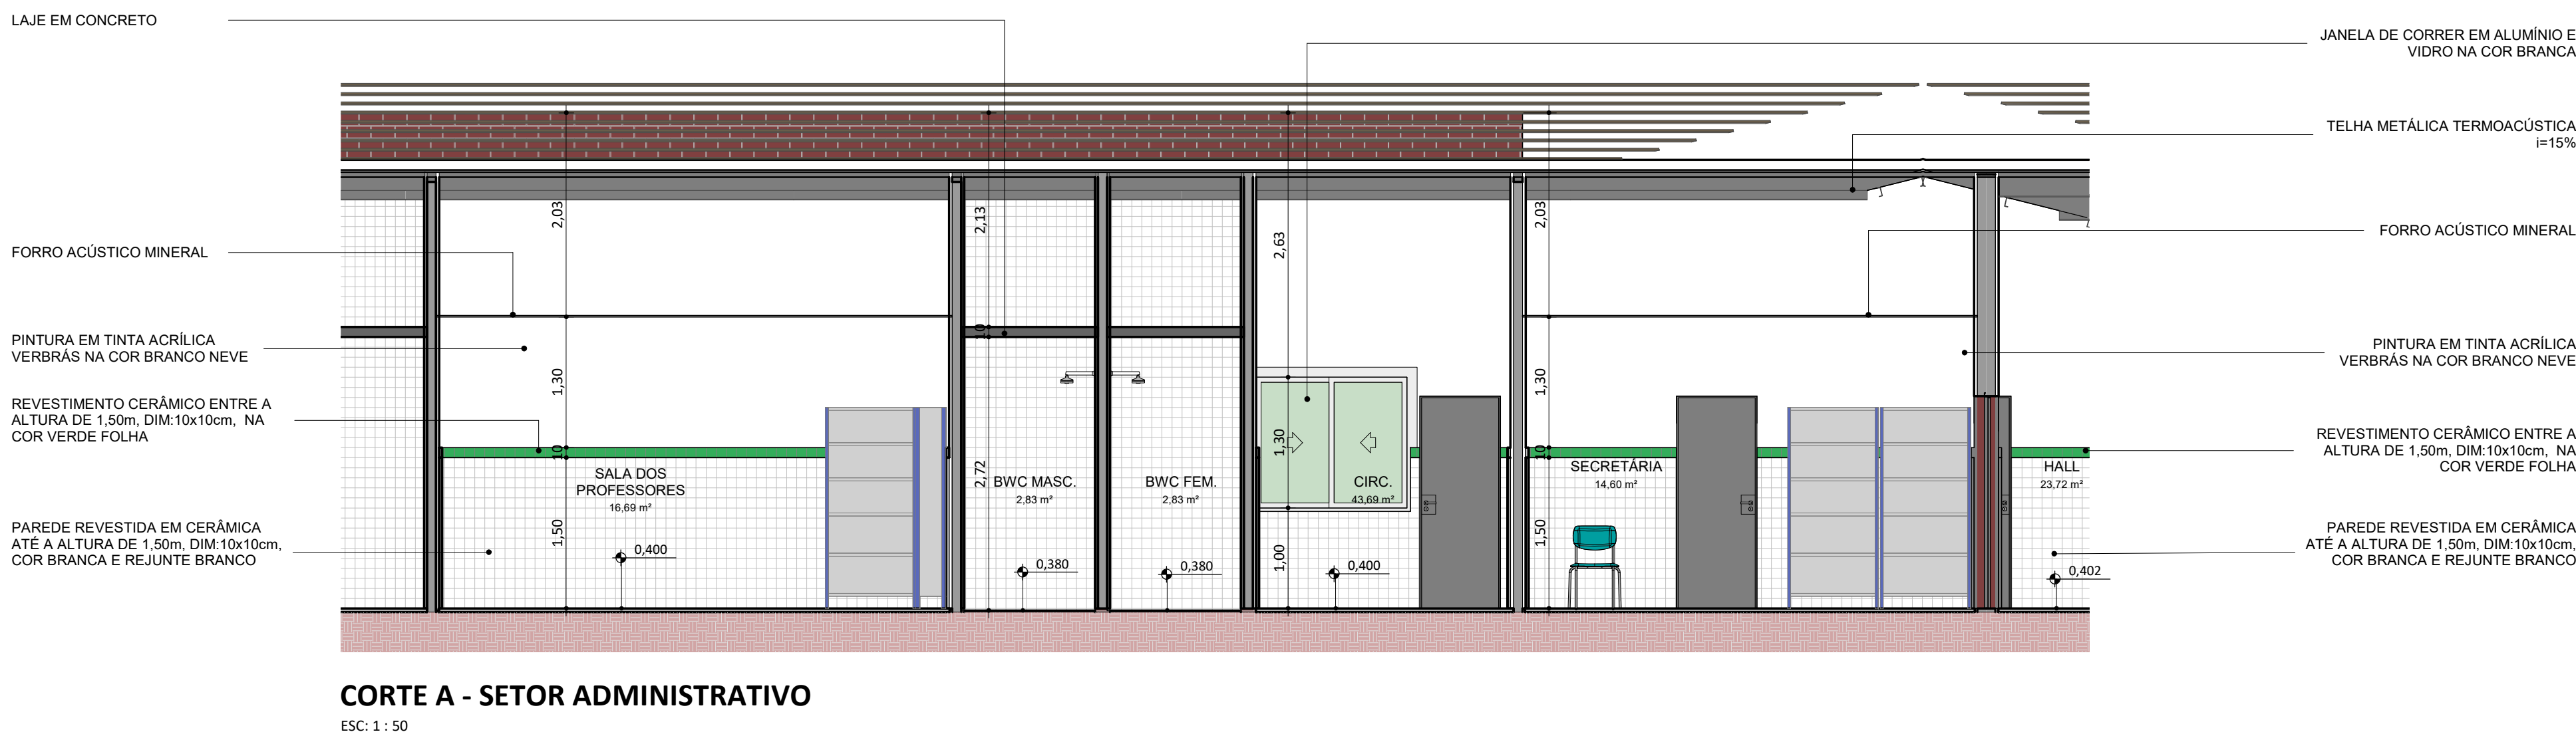 LAJE EM CONCRETO
FORRO ACÚSTICO MINERAL
PINTURA EM TINTA ACRÍLICA
VERBRÁS NA COR BRANCO NEVE
REVESTIMENTO CERÂMICO ENTRE A
ALTURA DE 1,50m, DIM:10x10cm, NA
COR VERDE FOLHA
PAREDE REVESTIDA EM CERÂMICA
ATÉ A ALTURA DE 1,50m, DIM:10x10cm,
COR BRANCA E REJUNTE BRANCO
2,03
1,30
10
1,50
SALA DOS
PROFESSORES
16,69 m²
0,400
2,13
10
2,72
BWC MASC.
2,83 m²
0,380
BWC FEM.
2,83 m²
0,380
2,63
1,30
1,00
CIRC.
43,69 m²
0,400
2,03
1,30
10
1,50
SECRETÁRIA
14,60 m²
HALL
23,72 m²
0,402
JANELA DE CORRER EM ALUMÍNIO E
VIDRO NA COR BRANCA
TELHA METÁLICA TERMOACÚSTICA
i=15%
FORRO ACÚSTICO MINERAL
PINTURA EM TINTA ACRÍLICA
VERBRÁS NA COR BRANCO NEVE
REVESTIMENTO CERÂMICO ENTRE A
ALTURA DE 1,50m, DIM:10x10cm, NA
COR VERDE FOLHA
PAREDE REVESTIDA EM CERÂMICA
ATÉ A ALTURA DE 1,50m, DIM:10x10cm,
COR BRANCA E REJUNTE BRANCO
CORTE A - SETOR ADMINISTRATIVO
ESC: 1 : 50